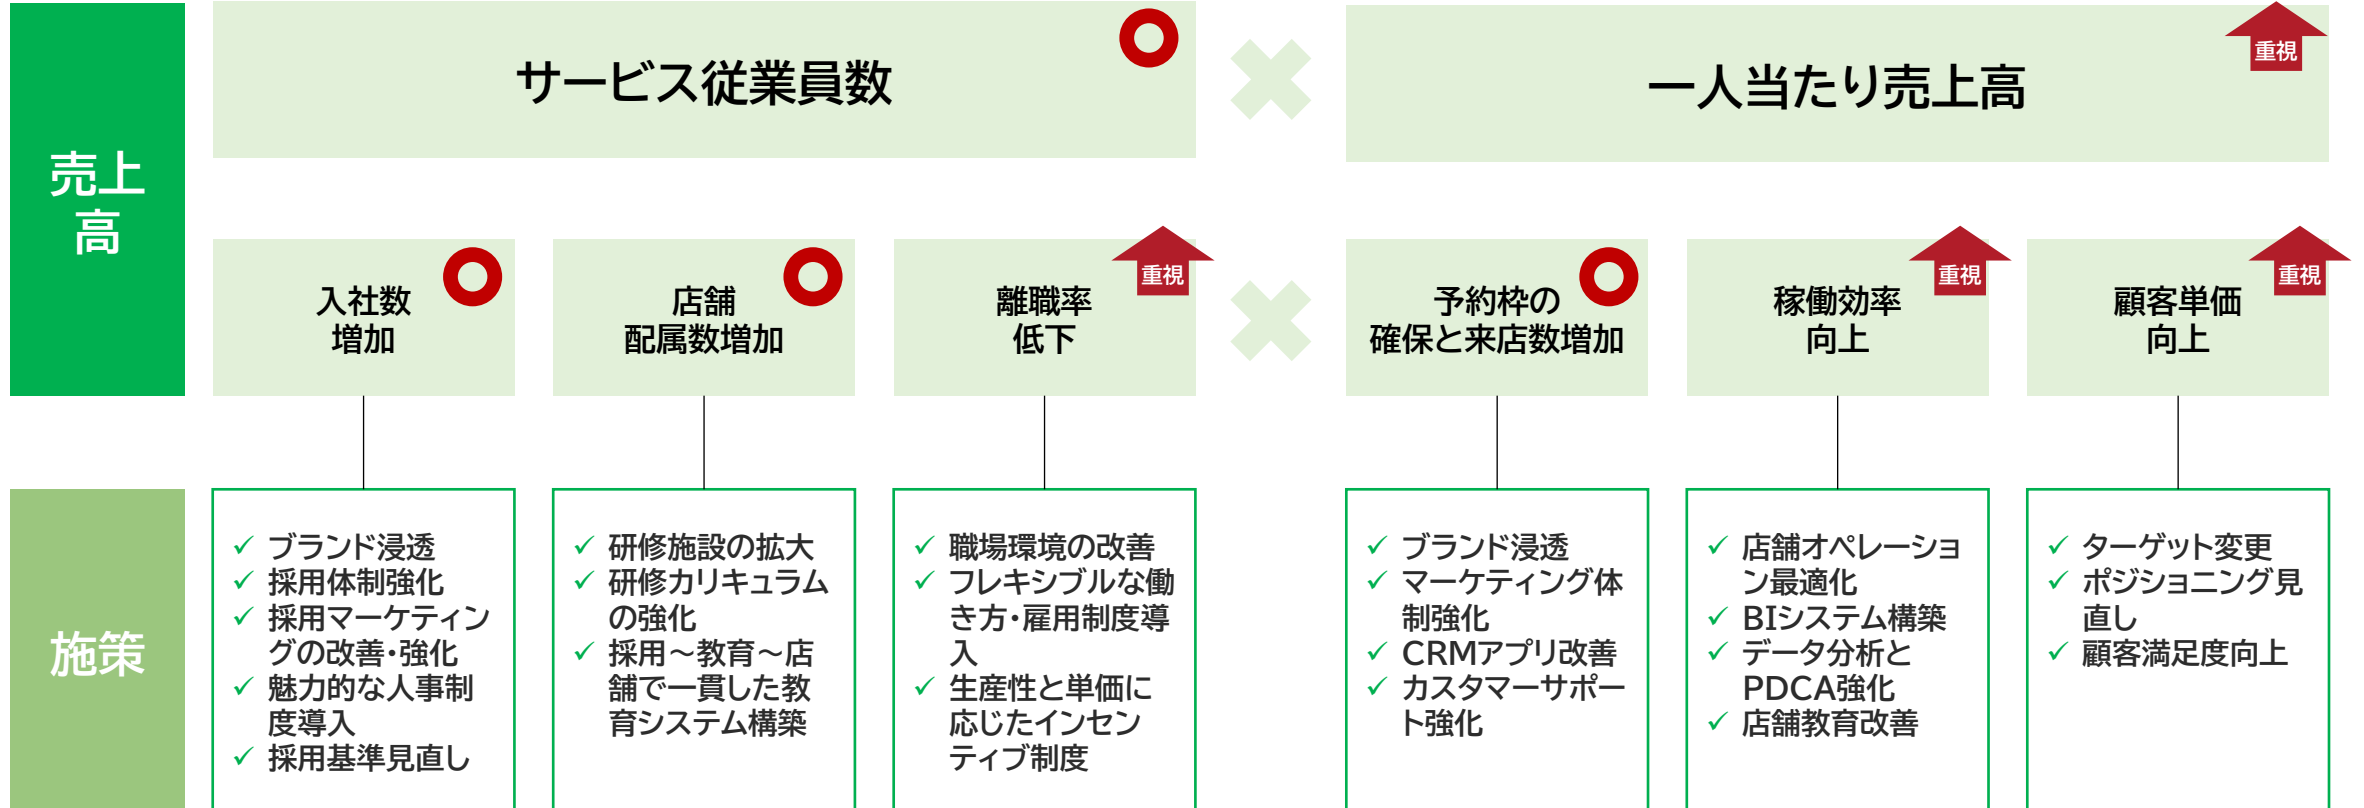 売上
高
サービス従業員数
一人当たり売上高
重視
入社数
増加
店舗
配属数増加
離職率
低下
重視
予約枠の
確保と来店数増加
稼働効率
向上
重視
顧客単価
向上
重視
施策
✓ ブランド浸透
✓ 採用体制強化
✓ 採用マーケティン
グの改善・強化
✓ 魅力的な人事制
度導入
✓ 採用基準見直し
✓ 研修施設の拡大
✓ 研修カリキュラム
の強化
✓ 採用～教育～店
舗で一貫した教
育システム構築
✓ 職場環境の改善
✓ フレキシブルな働
き方・雇用制度導
入
✓ 生産性と単価に
応じたインセン
ティブ制度
✓ ブランド浸透
✓ マーケティング体
制強化
✓ CRMアプリ改善
✓ カスタマーサポー
ト強化
✓ 店舗オペレーショ
ン最適化
✓ BIシステム構築
✓ データ分析と
PDCA強化
✓ 店舗教育改善
✓ ターゲット変更
✓ ポジショニング見
直し
✓ 顧客満足度向上